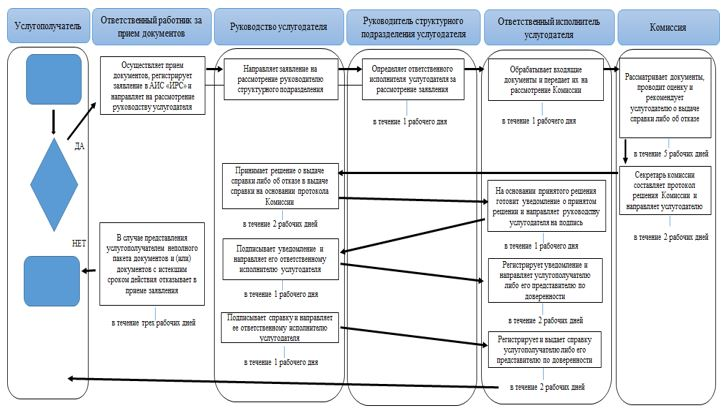 Услугополучатель
Ответственный работник за
прием документов
Руководство услугодателя
Руководитель структурного
подразделения услугодателя
Ответственный исполнитель
услугодателя
Комиссия
Осуществляет прием
документов, регистрирует
заявление в АИС «ИРС» и
направляет на рассмотрение
руководству услугодателя
Направляет заявление на
рассмотрение руководителю
структурного подразделения
Определяет ответственного
исполнителя услугодателя за
рассмотрение заявления
в течение 1 рабочего дня
Обрабатывает входящие
документы и передает их на
рассмотрение Комиссии
в течение 1 рабочего дня
Рассматривает документы,
проводит оценку и
рекомендует
услугодателю о выдаче
справки либо об отказе
в течение 5 рабочих дней
ДА
Принимает решение о выдаче
справки либо об отказе в выдаче
справки на основании протокола
Комиссии
в течение 2 рабочих дней
На основании принятого решения
готовит уведомление о принятом
решении и направляет руководству
услугодателя на подпись
в течение 1 рабочего дня
Секретарь комиссии
составляет протокол
решения Комиссии и
направляет услугодателю
в течение 2 рабочих дней
НЕТ
В случае представления
услугополучателем неполного
пакета документов и (или)
документов с истекшим
сроком действия отказывает в
приеме заявления
в течение трех рабочих дней
Подписывает уведомление и
направляет его ответственному
исполнителю услугодателя
в течение 1 рабочего дня
Регистрирует уведомление и
направляет услугополучателю
либо его представителю по
доверенности
в течение 2 рабочих дней
Подписывает справку и направляет
ее ответственному исполнителю
услугодателя
в течение 1 рабочего дня
Регистрирует и выдает справку
услугополучателю либо его
представителю по доверенности
в течение 2 рабочих дней